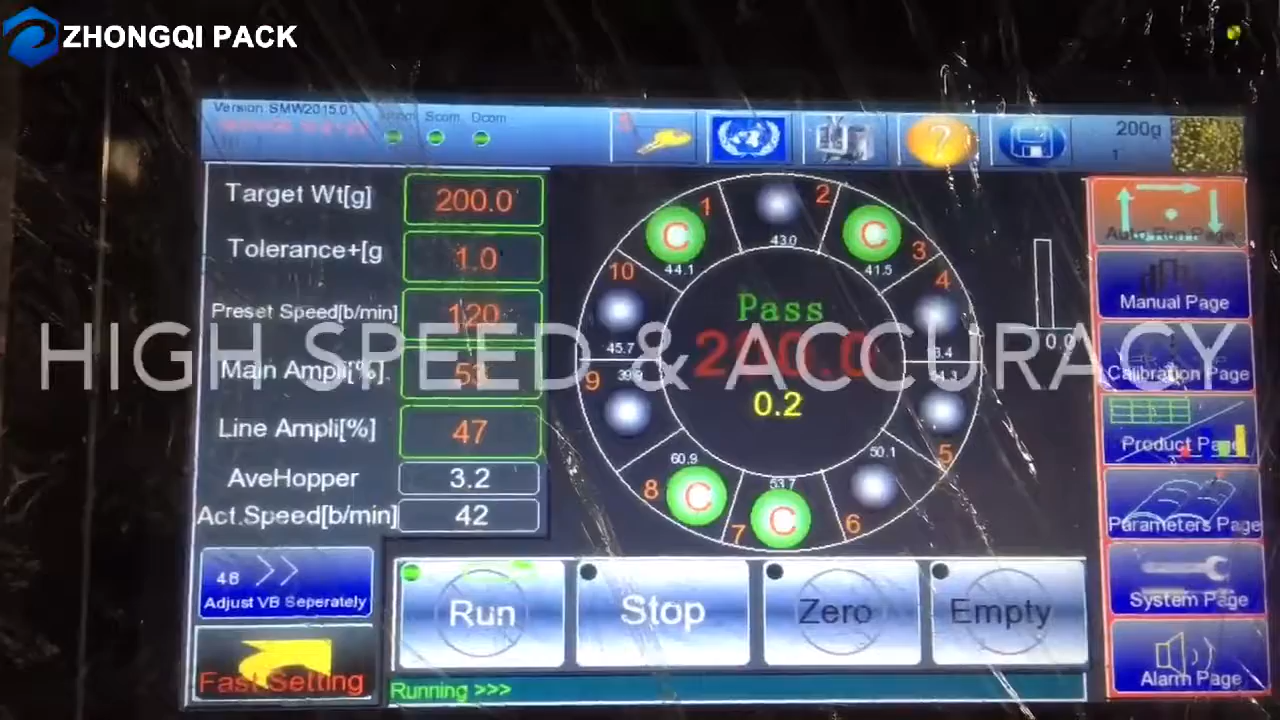 ZHONGQI PACK
Version SMW2015.01
Scom
Dcom
200g
1
Target Wt[g]
200.0
Tolerance+[g
1.0
Preset Speed[b/min]
120
Main Ampli[%]
53
Line Ampli[%]
47
AveHopper
3.2
Act.Speed[b/min]
42
48
Adjust VB Seperately
Fast Setting
1
2
3
4
5
6
7
8
9
10
C
C
C
C
44.1
43.0
41.5
50.1
53.7
60.9
45.7
Pass
0.2
0.0
HIGH SPEED & ACCURACY
Run
Stop
Zero
Empty
Running >>>
Auto Run Page
Manual Page
Calibration Page
Product Page
Parameters Page
System Page
Alarm Page